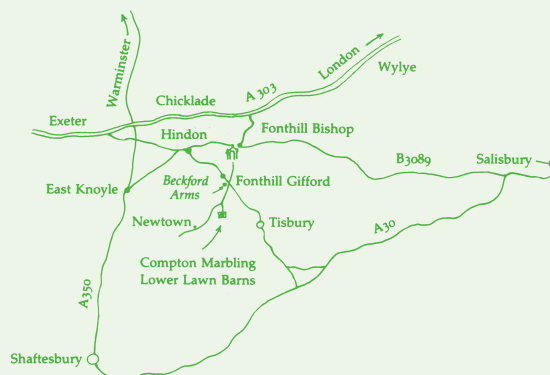 Warminster
London
Wylye
A 303
Chicklade
Exeter
Hindon
Fonthill Bishop
B3089
Salisbury
East Knoyle
Beckford
Arms
Fonthill Gifford
Newtown
Tisbury
A30
Compton Marbling
Lower Lawn Barns
A350
Shaftesbury